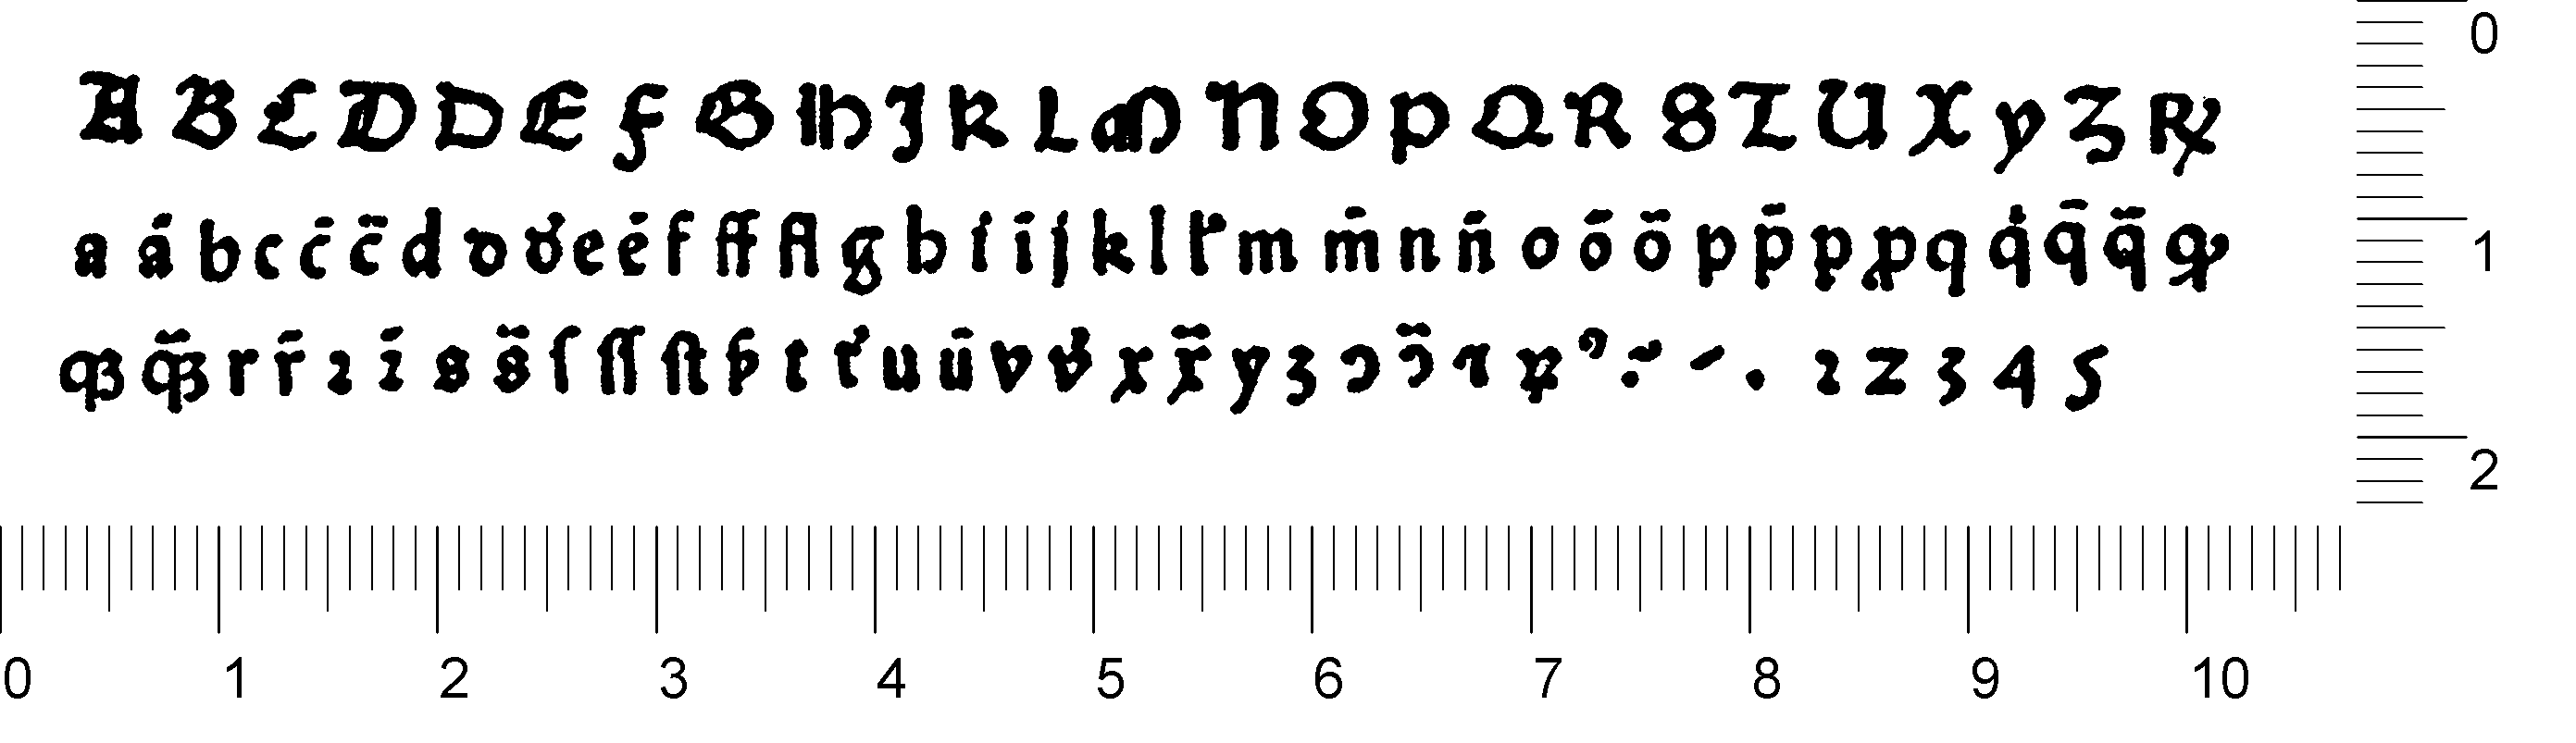 A B C D D E F G H J K L M N O P Q R S T U X Y Z ℞ 0
a ā b c c̄ c̃ d d d̄ e ē f ff fl g h i ī j k l ł m m̄ n n̄ o ō õ p p̄ p ꝓ q q̇ q̄ q̃ ꝙ 1
qꝫ q̃ꝫ r r̄ ꝛ ꝛ̄ s s̃ ſ ſſ ſt ꝧ t t̄ u ū v v̄ x x̃ y ꝫ ꝯ ꝯ̃ ꝶ ꝝ ꝰ : - . 1 2 3 4 5
2
0 1 2 3 4 5 6 7 8 9 10